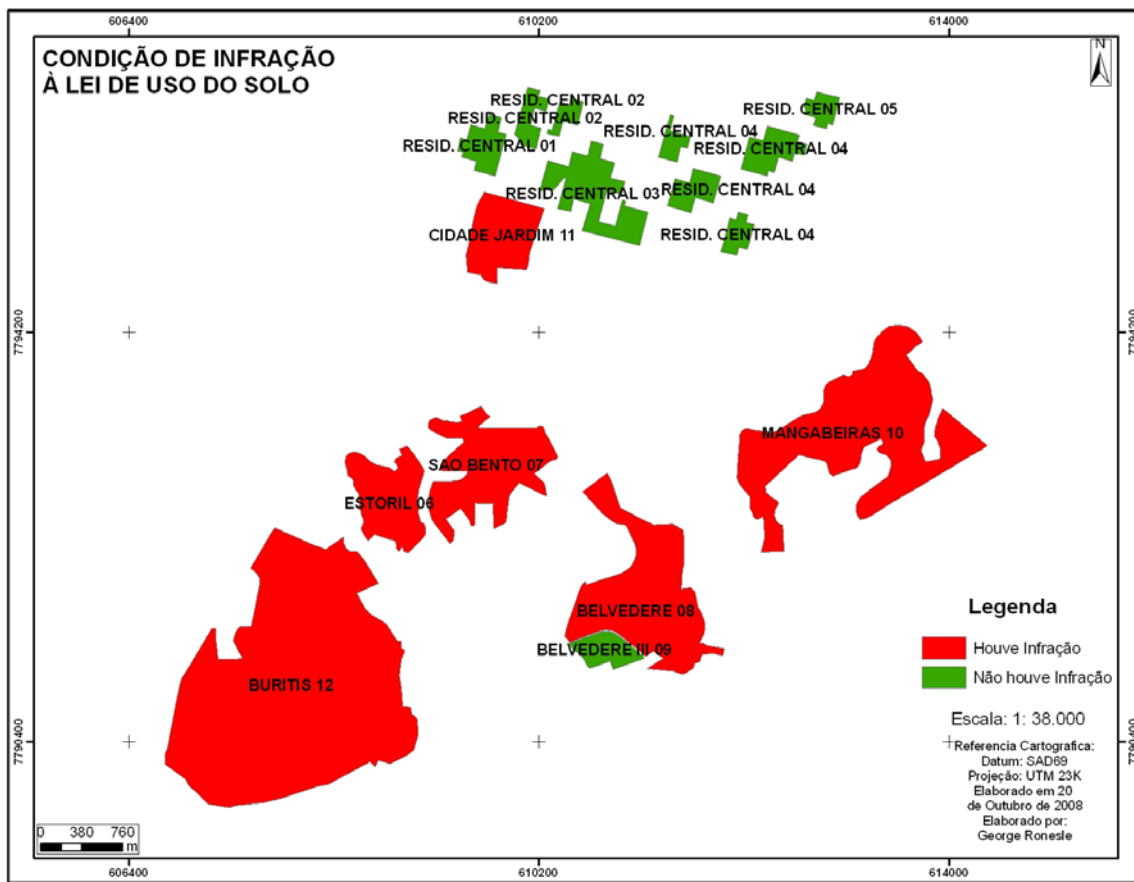 606400
610200
614000
CONDIÇÃO DE INFRAÇÃO
À LEI DE USO DO SOLO
N
RESID. CENTRAL 02
RESID. CENTRAL 05
RESID. CENTRAL 02
RESID. CENTRAL 04
RESID. CENTRAL 01
RESID. CENTRAL 04
RESID. CENTRAL 03
RESID. CENTRAL 04
CIDADE JARDIM 11
RESID. CENTRAL 04
7794200
7794200
MANGABEIRAS 10
SAO BENTO 07
ESTORIL 06
BELVEDERE 08
BELVEDERE III 09
BURITIS 12
Legenda
Houve Infração
Não houve Infração
Escala: 1: 38.000
7790400
7790400
Referencia Cartografica:
Datum: SAD69
Projeção: UTM 23K
Elaborado em 20
de Outubro de 2008
Elaborado por:
George Ronesle
0 380 760
m
606400
610200
614000